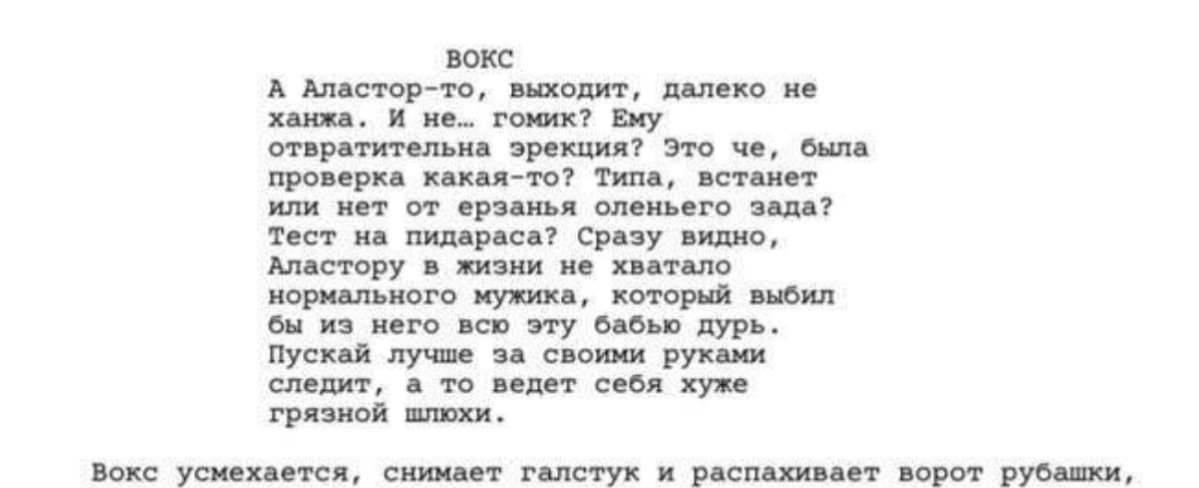 ВОКС
А Аластор-то, выходит, далеко не
ханжа. И не… гомик? Ему
отвратительна эрекция? Это че, была
проверка какая-то? Типа, встанет
или нет от ерзанья оленьего зада?
Тест на пидараса? Сразу видно,
Аластору в жизни не хватало
нормального мужика, который выбил
бы из него всю эту бабью дурь.
Пускай лучше за своими руками
следит, а то ведет себя хуже
грязной шлюхи.
Вокс усмехается, снимает галстук и распахивает ворот рубашки,